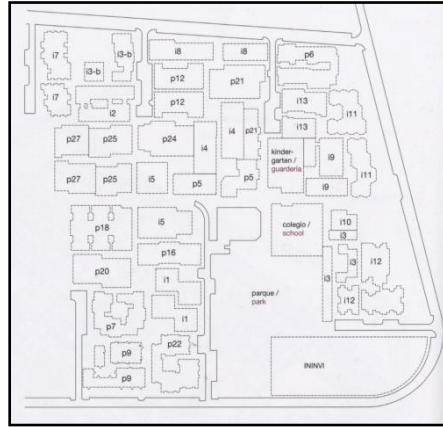 i7
i3-b
i8
i8
p6
i3-b
p12
p21
i7
i2
p12
i13
i11
i13
p27
p25
p24
i4
p21
i4
kinder-
garten /
guardería
i9
p27
p25
i5
p5
p5
i9
i11
p18
i5
colegio /
school
i10
i3
p16
i3
i12
p20
i1
i3
parque /
park
i12
p7
i1
p22
p9
p9
ININVI